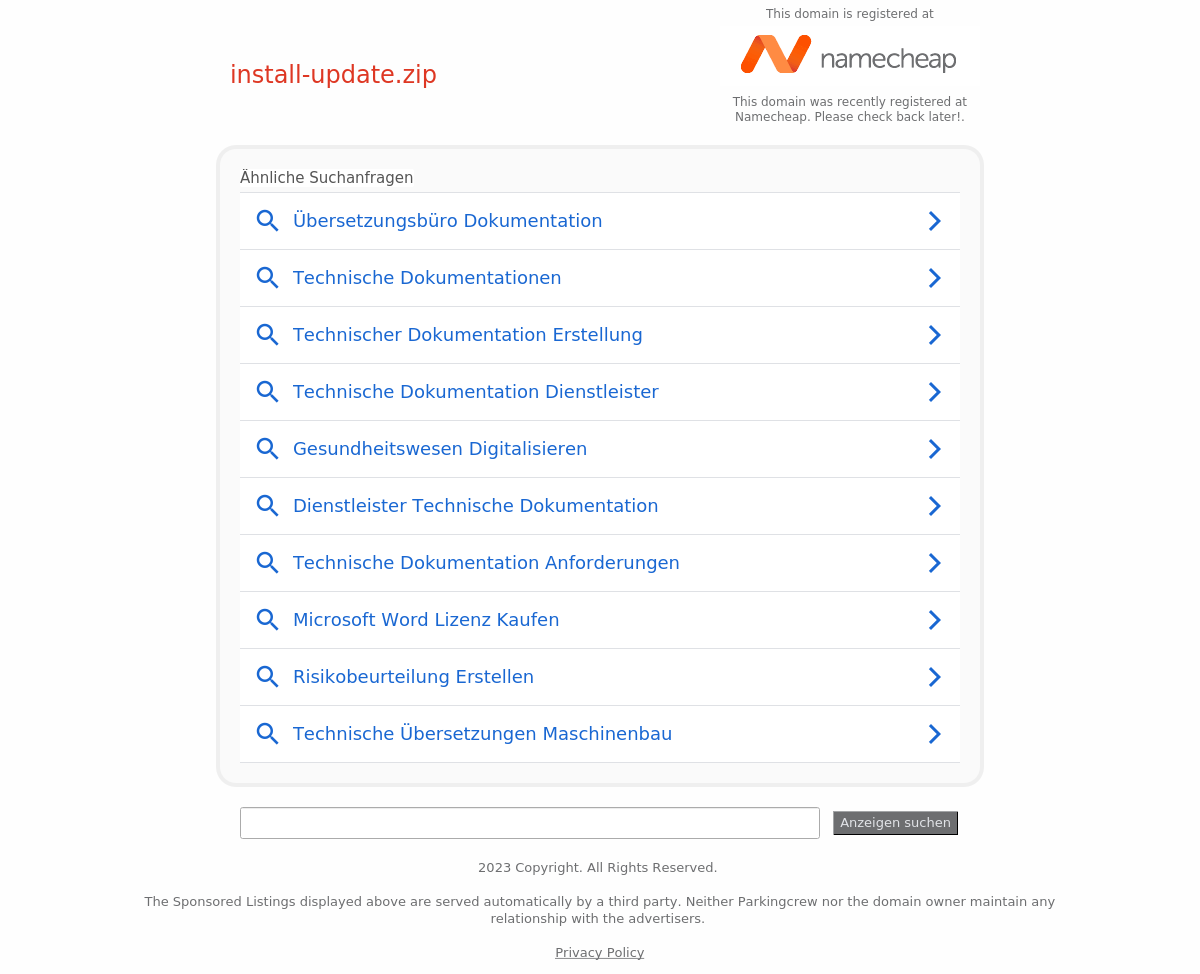 This domain is registered at
namecheap
install-update.zip
This domain was recently registered at
Namecheap. Please check back later!.
Ähnliche Suchanfragen
Übersetzungsbüro Dokumentation
Technische Dokumentationen
Technischer Dokumentation Erstellung
Technische Dokumentation Dienstleister
Gesundheitswesen Digitalisieren
Dienstleister Technische Dokumentation
Technische Dokumentation Anforderungen
Microsoft Word Lizenz Kaufen
Risikobeurteilung Erstellen
Technische Übersetzungen Maschinenbau
Anzeigen suchen
2023 Copyright. All Rights Reserved.
The Sponsored Listings displayed above are served automatically by a third party. Neither Parkingcrew nor the domain owner maintain any
relationship with the advertisers.
Privacy Policy